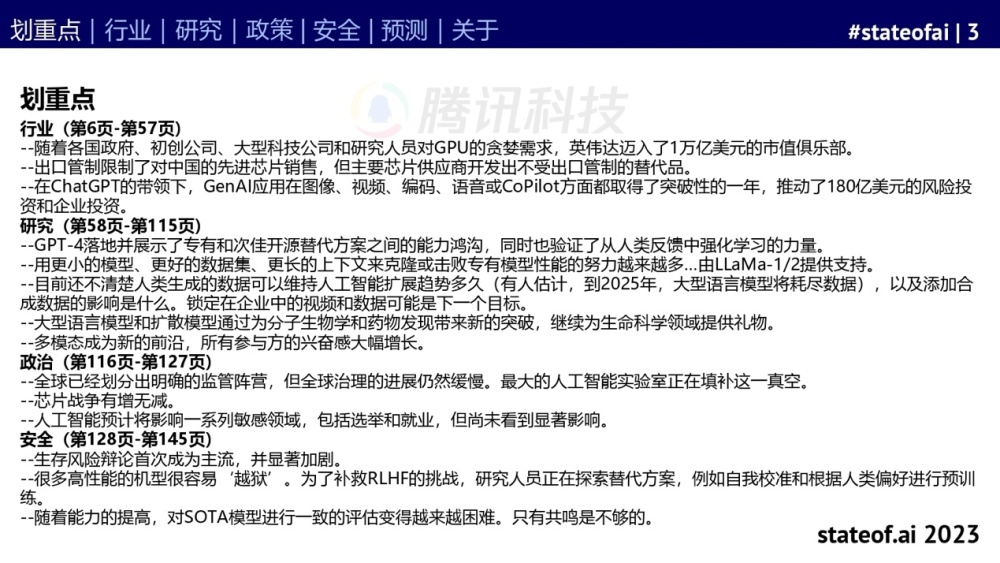 划重点 | 行业 | 研究 | 政策 | 安全 | 预测 | 关于
#stateofai | 3
腾讯科技
划重点
行业（第6页-第57页）
--随着各国政府、初创公司、大型科技公司和研究人员对GPU的贪婪需求，英伟达迈入了1万亿美元的市值俱乐部。
--出口管制限制了对中国的先进芯片销售，但主要芯片供应商开发出不受出口管制的替代品。
--在ChatGPT的带领下，GenAI应用在图像、视频、编码、语音或CoPilot方面都取得了突破性的一年，推动了180亿美元的风险投
资和企业投资。
研究（第58页-第115页）
--GPT-4落地并展示了专有和次佳开源替代方案之间的能力鸿沟，同时也验证了从人类反馈中强化学习的力量。
--用更小的模型、更好的数据集、更长的上下文来克隆或击败专有模型性能的努力越来越多...由LLaMa-1/2提供支持。
--目前还不清楚人类生成的数据可以维持人工智能扩展趋势多久（有人估计，到2025年，大型语言模型将耗尽数据），以及添加合
成数据的影响是什么。锁定在企业中的视频和数据可能是下一个目标。
--大型语言模型和扩散模型通过为分子生物学和药物发现带来新的突破，继续为生命科学领域提供礼物。
--多模态成为新的前沿，所有参与方的兴奋感大幅增长。
政治（第116页-第127页）
--全球已经划分出明确的监管阵营，但全球治理的进展仍然缓慢。最大的人工智能实验室正在填补这一真空。
--芯片战争有增无减。
--人工智能预计将影响一系列敏感领域，包括选举和就业，但尚未看到显著影响。
安全（第128页-第145页）
--生存风险辩论首次成为主流，并显著加剧。
--很多高性能的机型很容易‘越狱’。为了补救RLHF的挑战，研究人员正在探索替代方案，例如自我校准和根据人类偏好进行预训
练。
--随着能力的提高，对SOTA模型进行一致的评估变得越来越困难。只有共鸣是不够的。
stateof.ai 2023